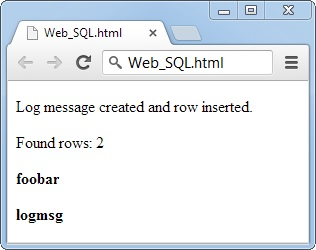 Web_SQL.html
Web_SQL.html
Log message created and row inserted.
Found rows: 2
foobar
logmsg